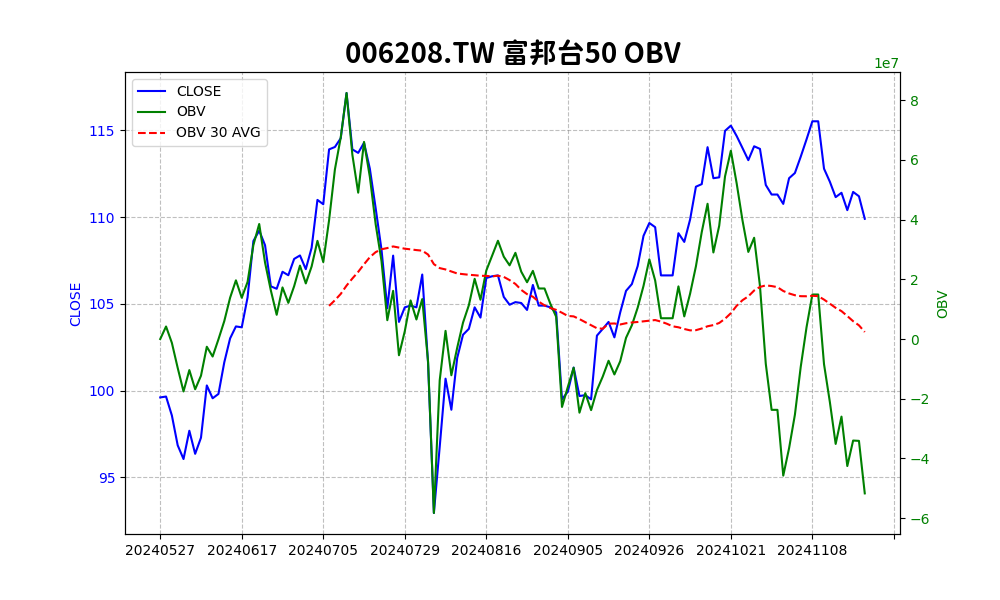 006208.TW 富邦台50 OBV
1e7
CLOSE
OBV
OBV 30 AVG
115
110
105
100
95
CLOSE
8
6
4
2
0
−2
−4
−6
OBV
20240527 20240617 20240705 20240729 20240816 20240905 20240926 20241021 20241108